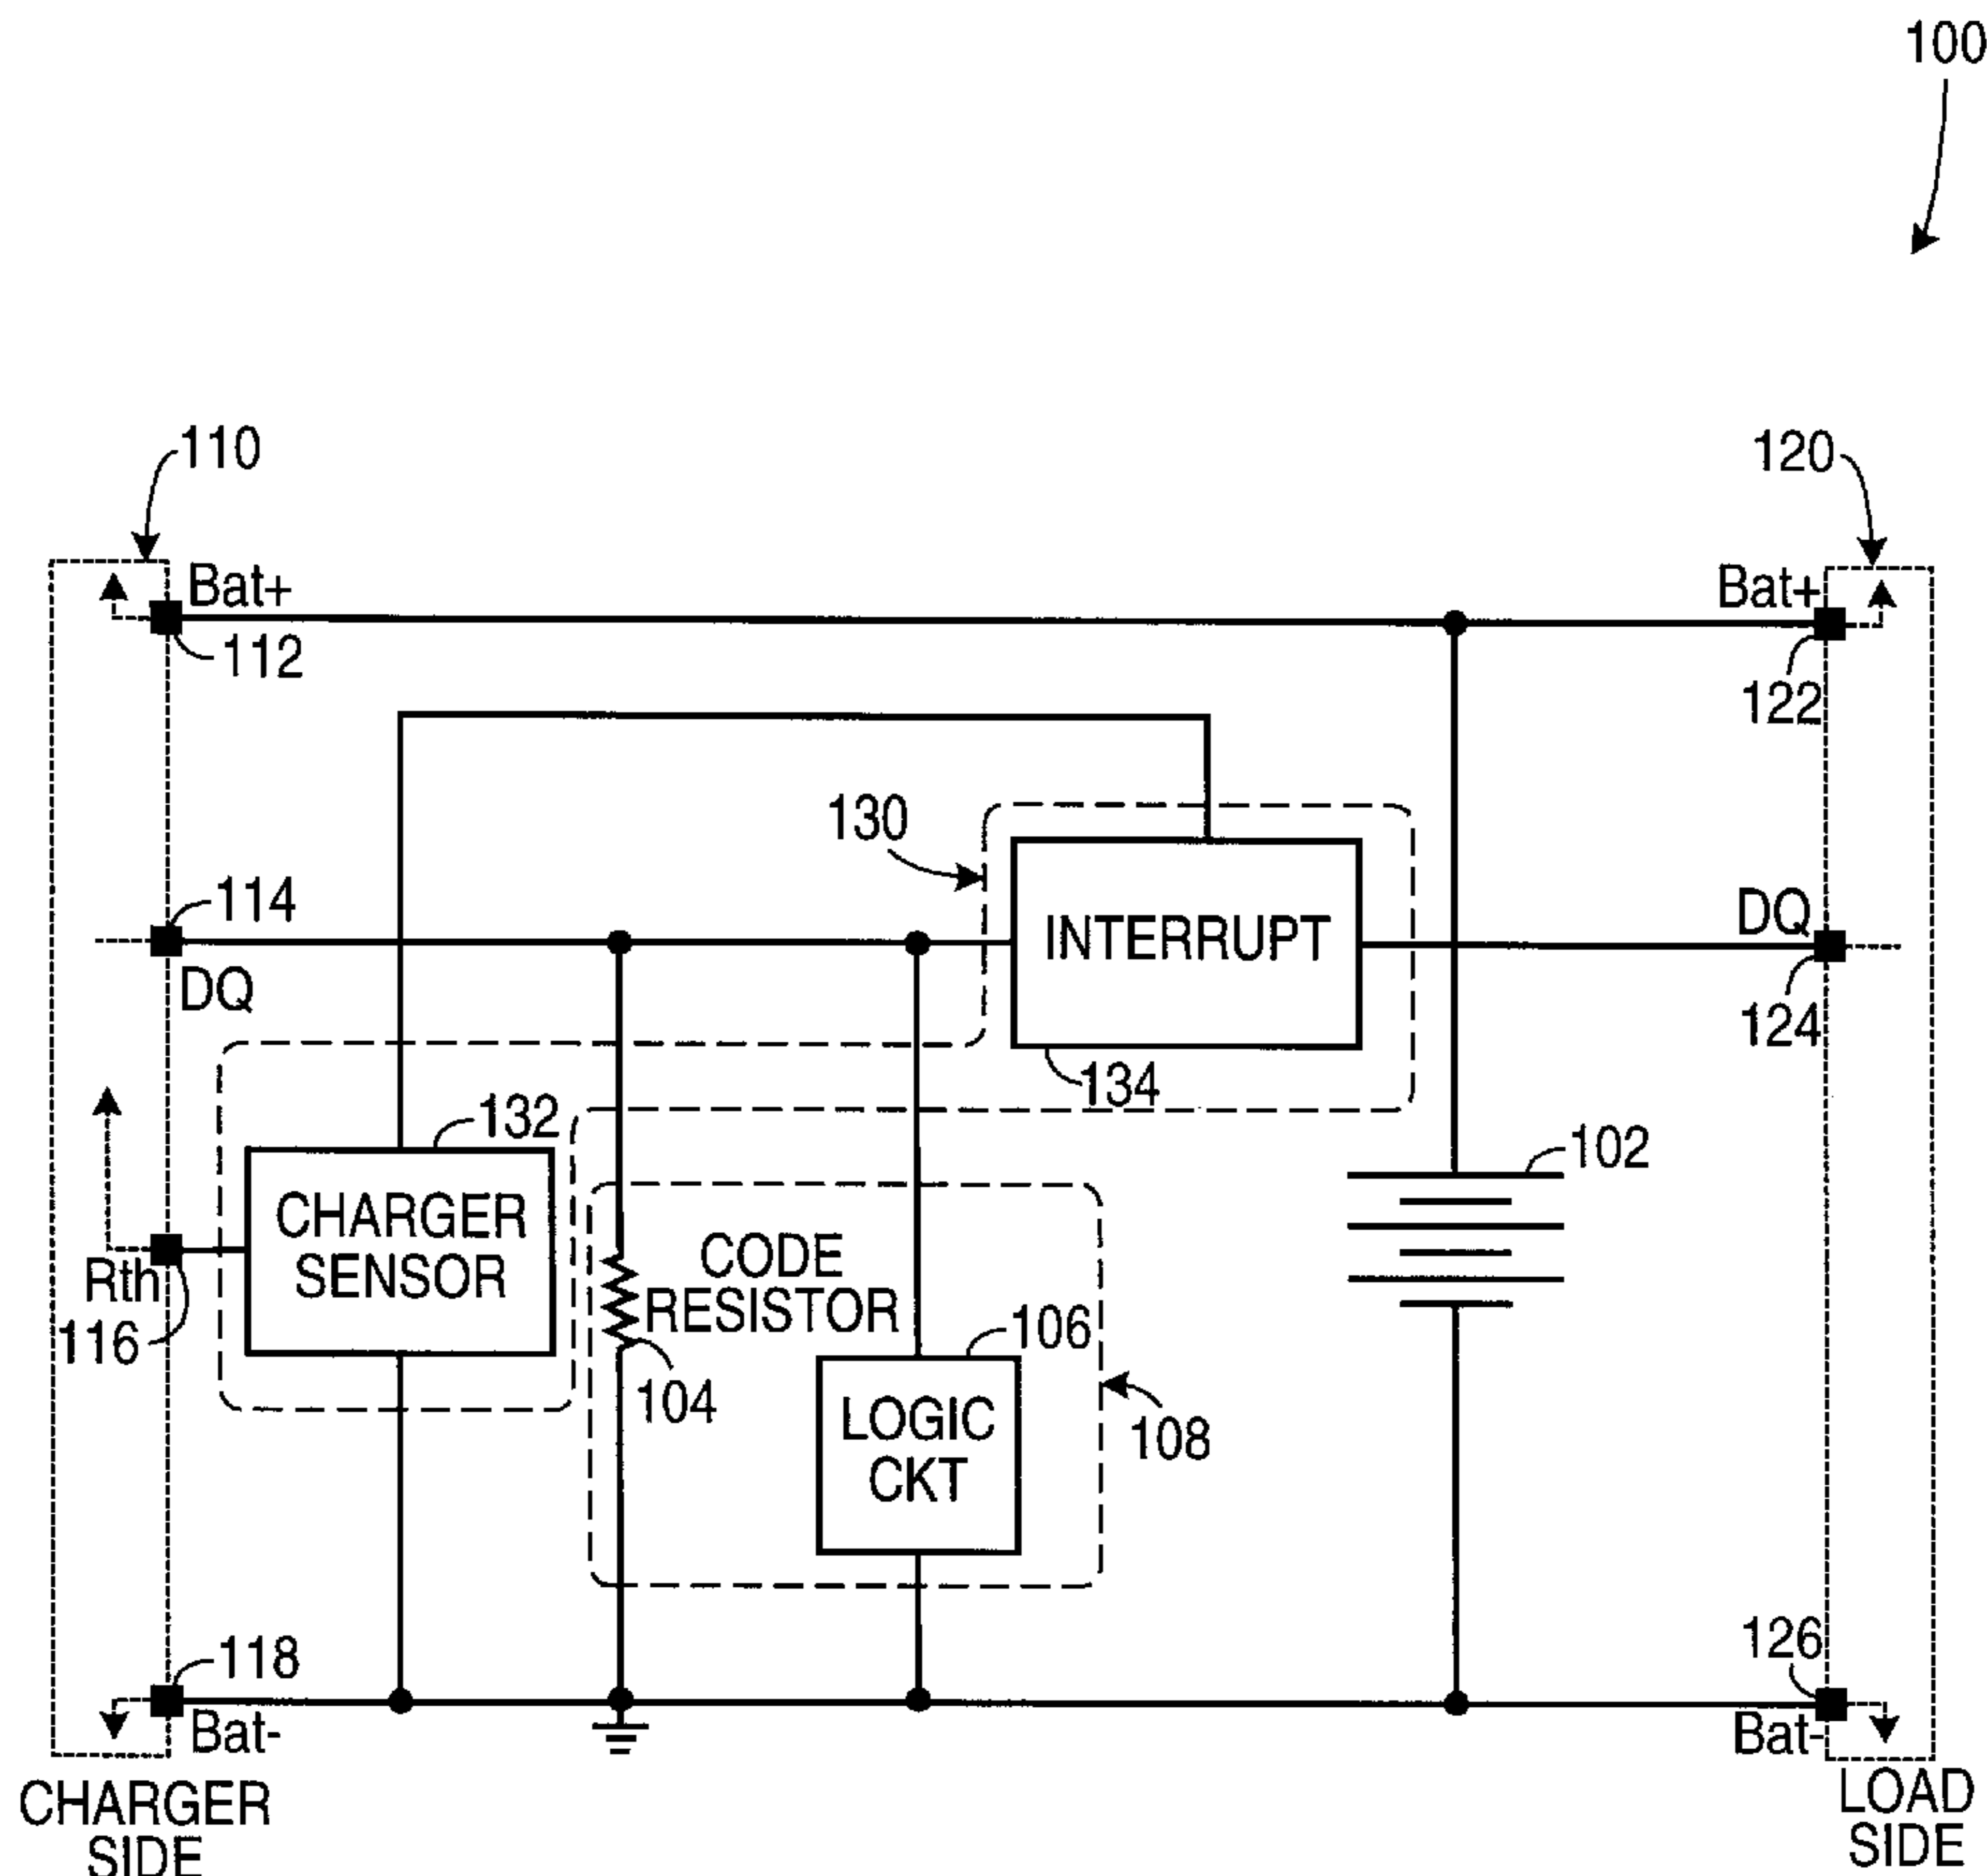 100
110
120
Bat+
Bat+
112
122
130
114
DQ
INTERRUPT
DQ
124
134
132
102
CHARGER
SENSOR
CODE
RESISTOR
Rth
116
106
104
LOGIC
CKT
108
118
126
Bat-
Bat-
CHARGER
SIDE
LOAD
SIDE